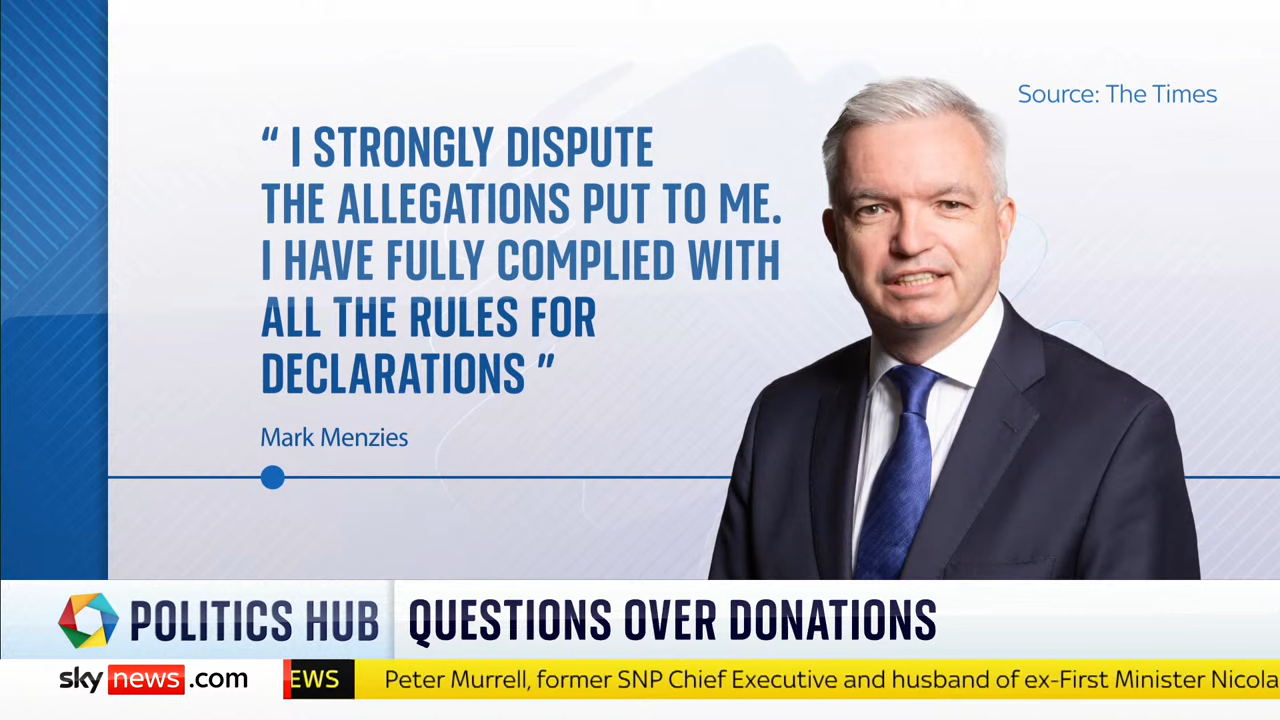 Source: The Times
“ I STRONGLY DISPUTE
THE ALLEGATIONS PUT TO ME.
I HAVE FULLY COMPLIED WITH
ALL THE RULES FOR
DECLARATIONS ”
Mark Menzies
POLITICS HUB QUESTIONS OVER DONATIONS
sky news.com EWS Peter Murrell, former SNP Chief Executive and husband of ex-First Minister Nicola